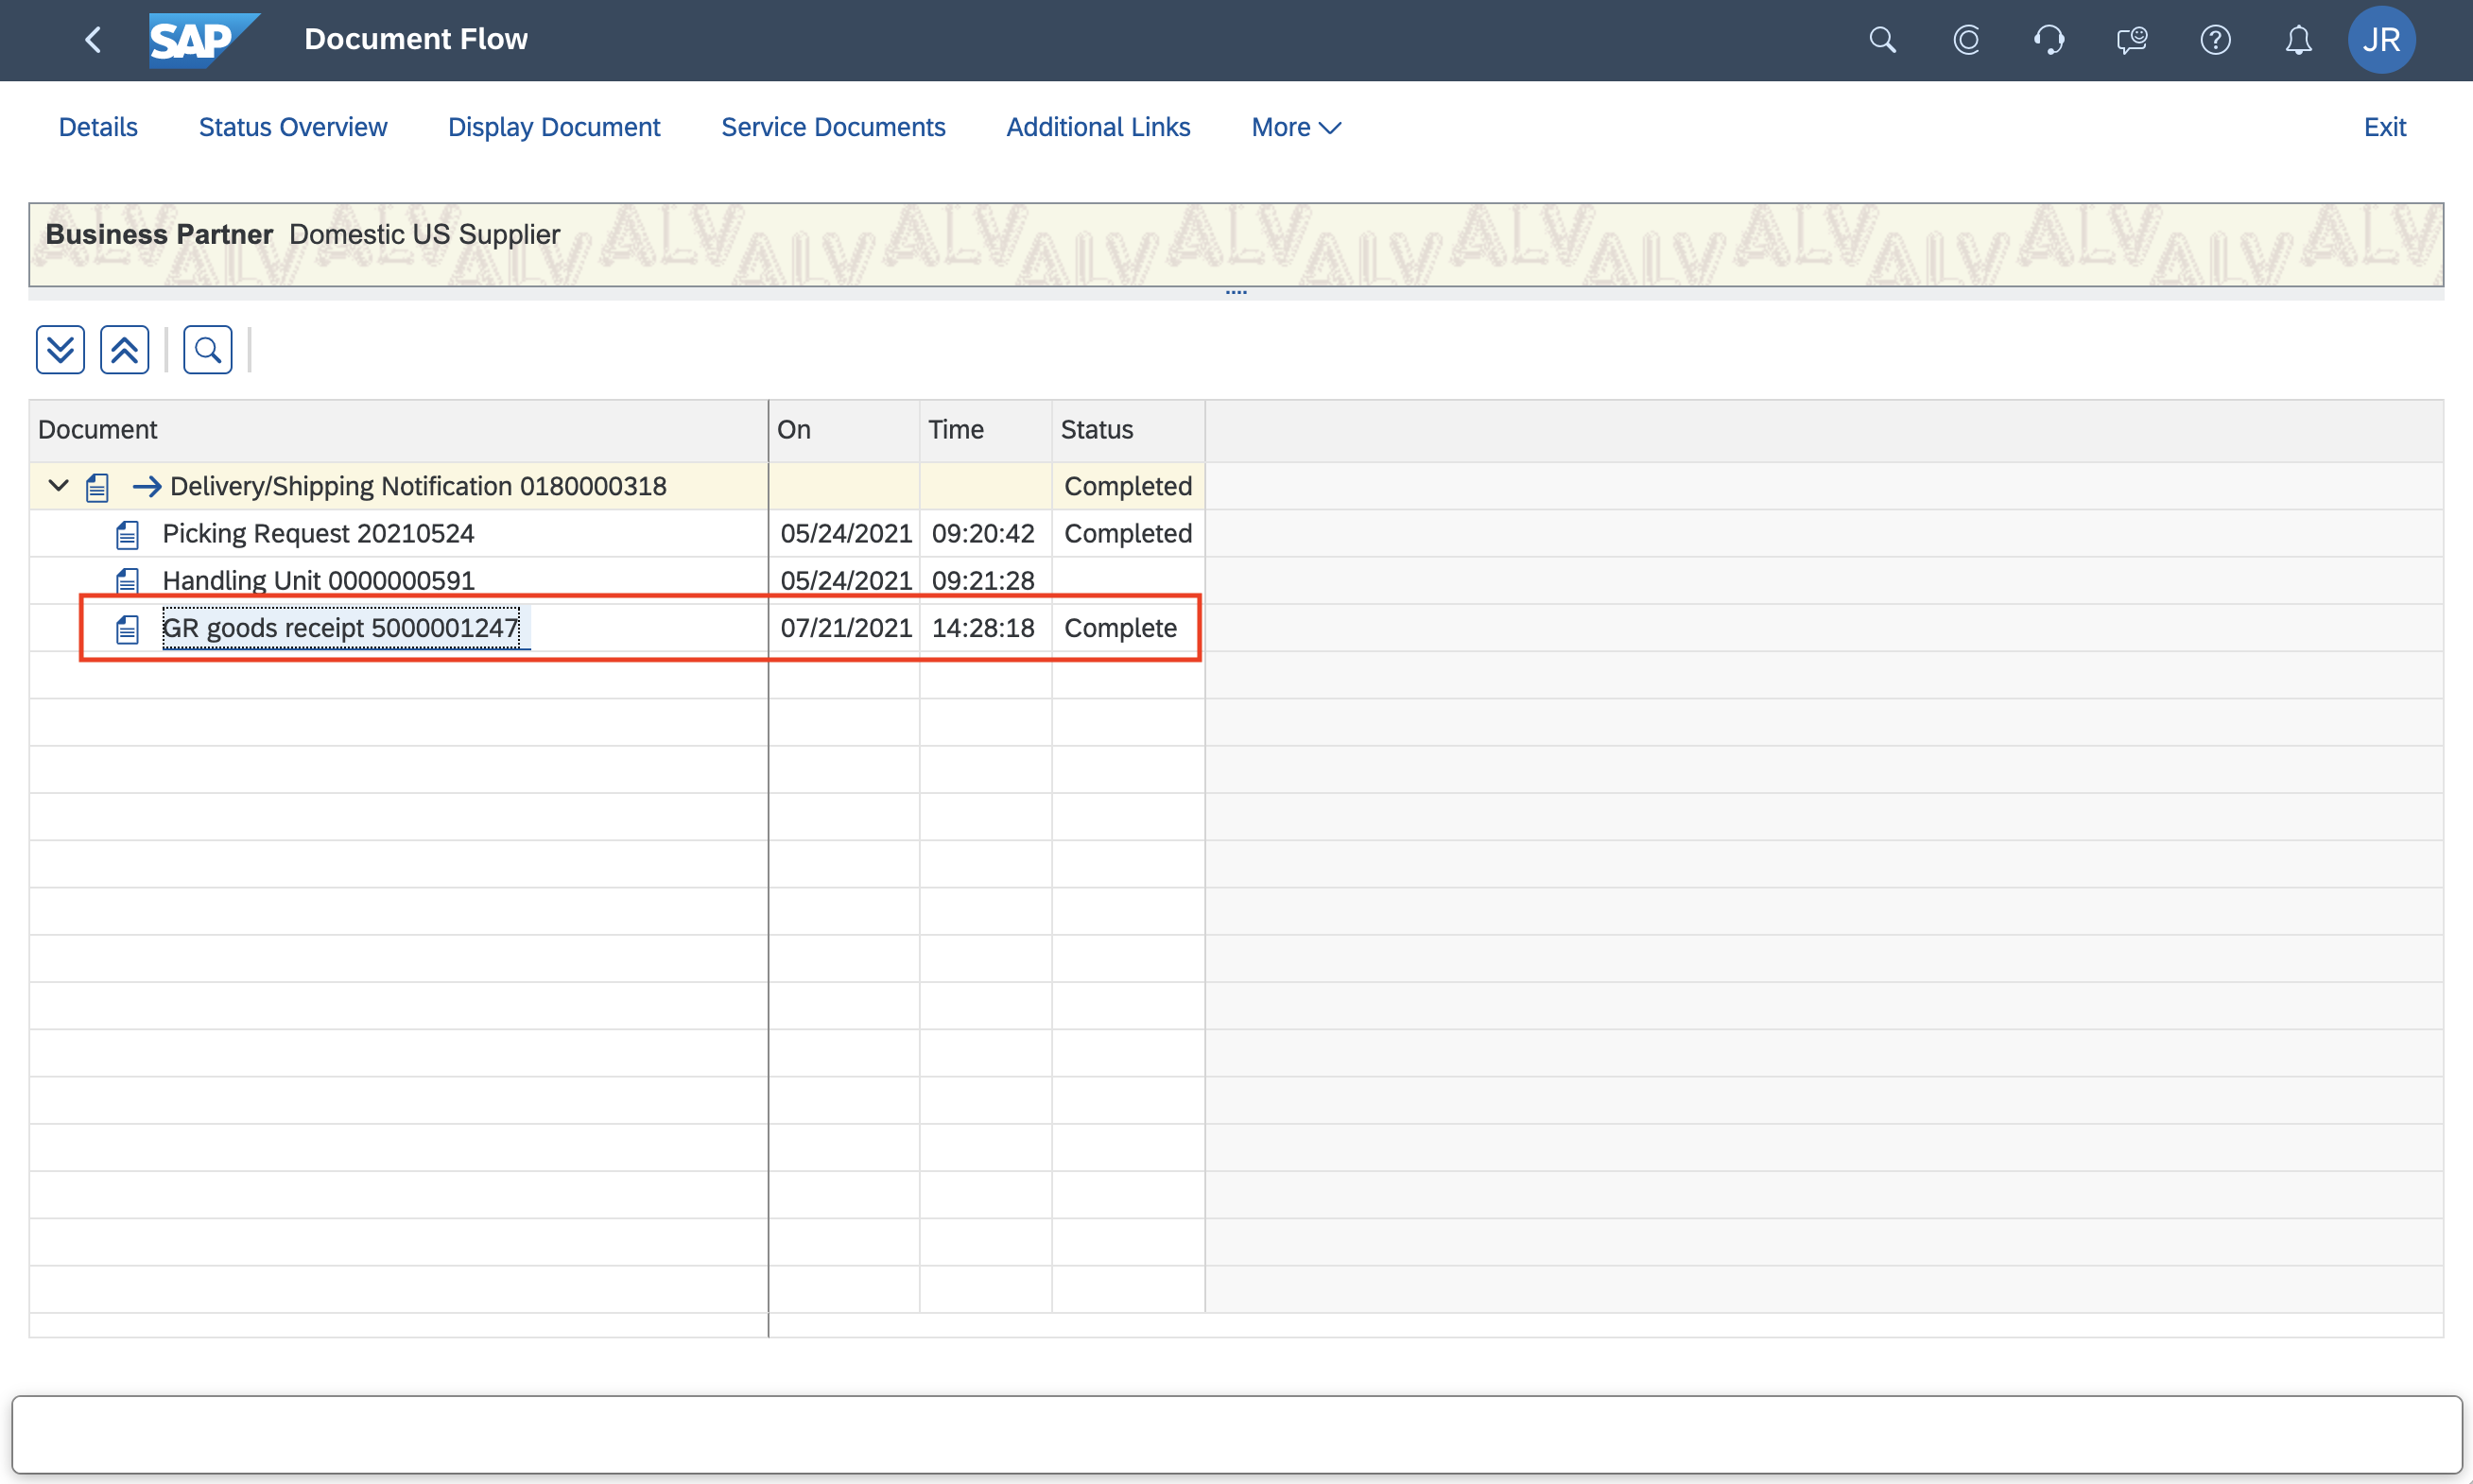 SAP Document Flow JR
Details Status Overview Display Document Service Documents Additional Links More Exit
Business Partner Domestic US Supplier
Document On Time Status
Delivery/Shipping Notification 0180000318 Completed
Picking Request 20210524 05/24/2021 09:20:42 Completed
Handling Unit 0000000591 05/24/2021 09:21:28
GR goods receipt 5000001247 07/21/2021 14:28:18 Complete